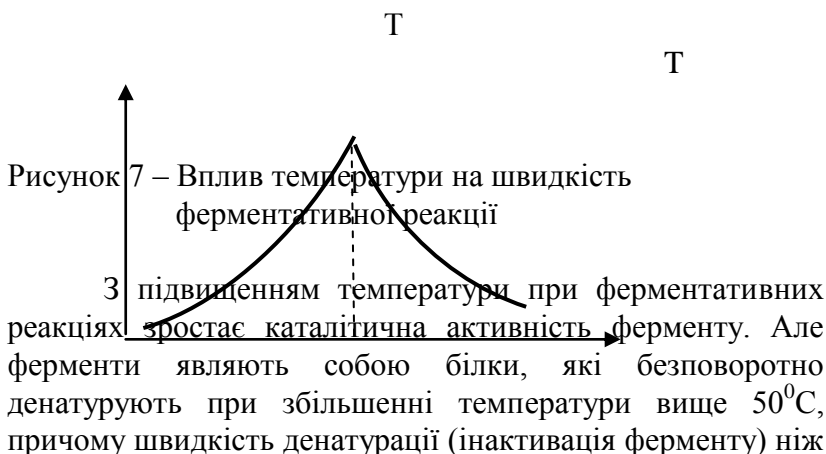 Т
Т
Рисунок 7 – Вплив температури на швидкість
ферментативної реакції
З підвищенням температури при ферментативних
реакціях зростає каталітична активність ферменту. Але
ферменти являють собою білки, які безповоротно
денатурують при збільшенні температури вище 50⁰С,
причому швидкість денатурації (інактивація ферменту) ніж